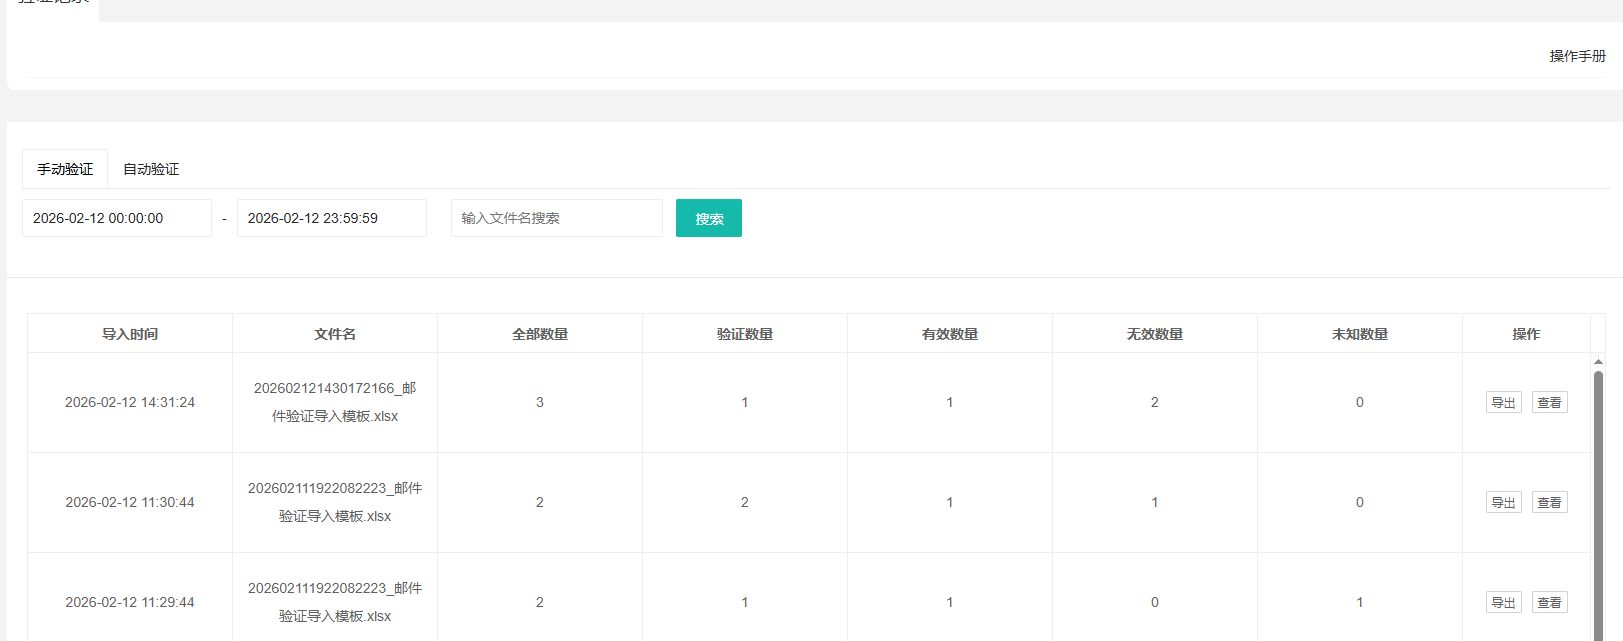 操作手册
手动验证 自动验证
2026-02-12 00:00:00 - 2026-02-12 23:59:59 输入文件名搜索 搜索
导入时间 文件名 全部数量 验证数量 有效数量 无效数量 未知数量 操作
2026-02-12 14:31:24 202602121430172166_邮 3 1 1 2 0 导出 查看
件验证导入模板.xlsx
2026-02-12 11:30:44 202602111922082223_邮件 2 2 1 1 0 导出 查看
验证导入模板.xlsx
2026-02-12 11:29:44 202602111922082223_邮件 2 1 1 0 1 导出 查看
验证导入模板.xlsx